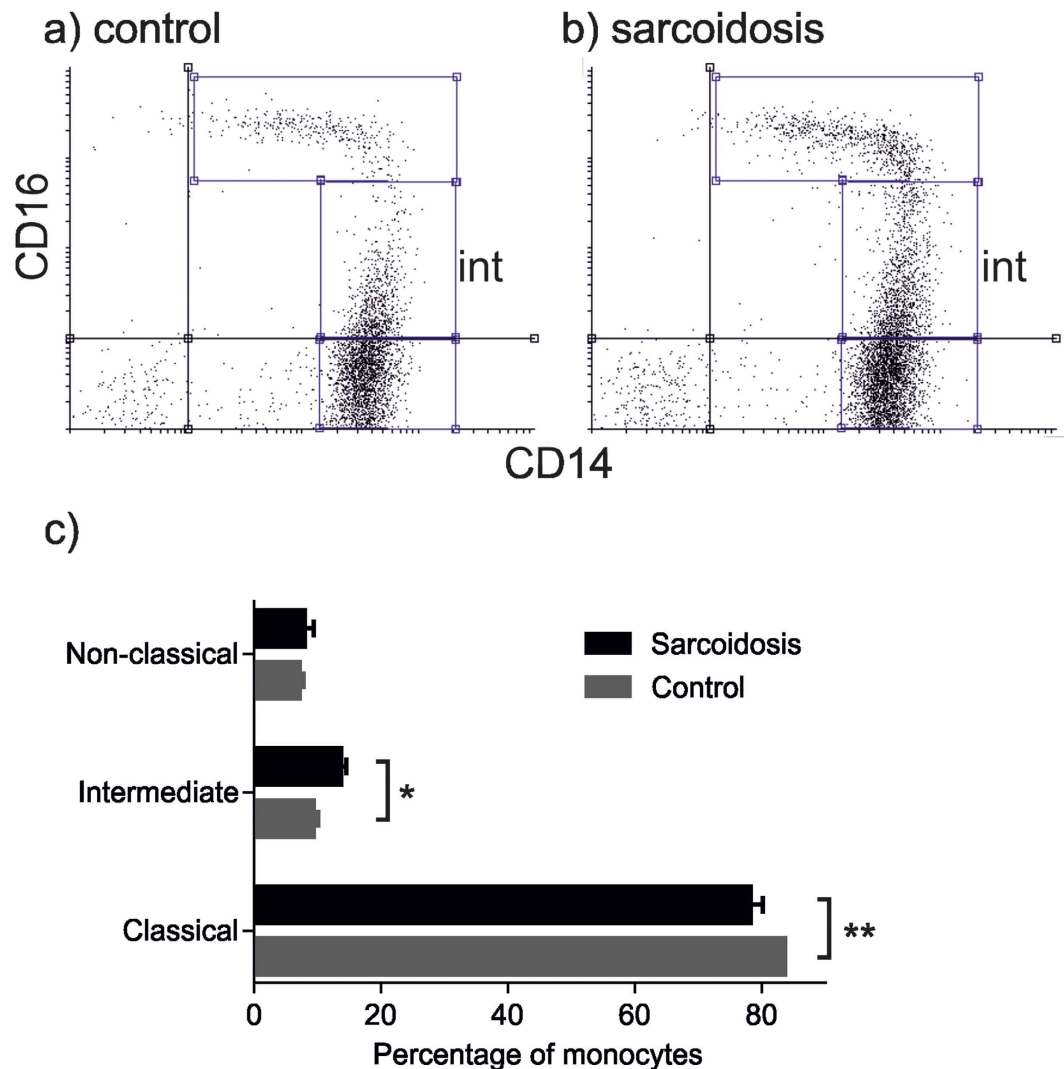 a) control
b) sarcoidosis
CD16
int
int
CD14
c)
Non-classical
Sarcoidosis
Control
Intermediate
*
Classical
**
0 20 40 60 80
Percentage of monocytes